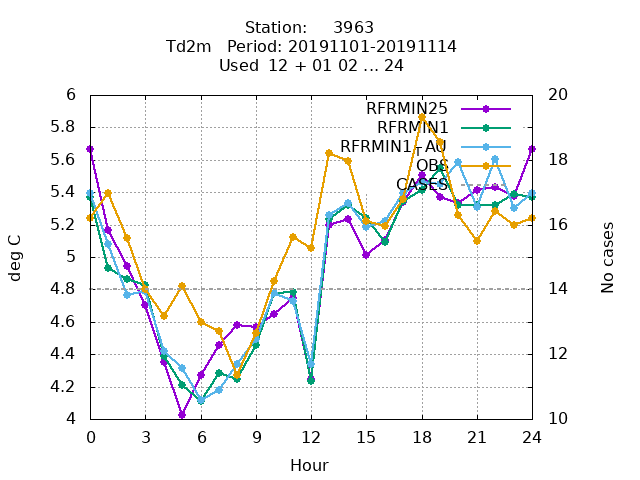 Station: 3963
Td2m Period: 20191101-20191114
Used 12 + 01 02 ... 24
RFRMIN25
RFRMIN1
RFRMIN1+AO
OBS
CASES
6
5.8
5.6
5.4
5.2
5
4.8
4.6
4.4
4.2
4
20
18
16
14
12
10
0 3 6 9 12 15 18 21 24
deg C
No cases
Hour